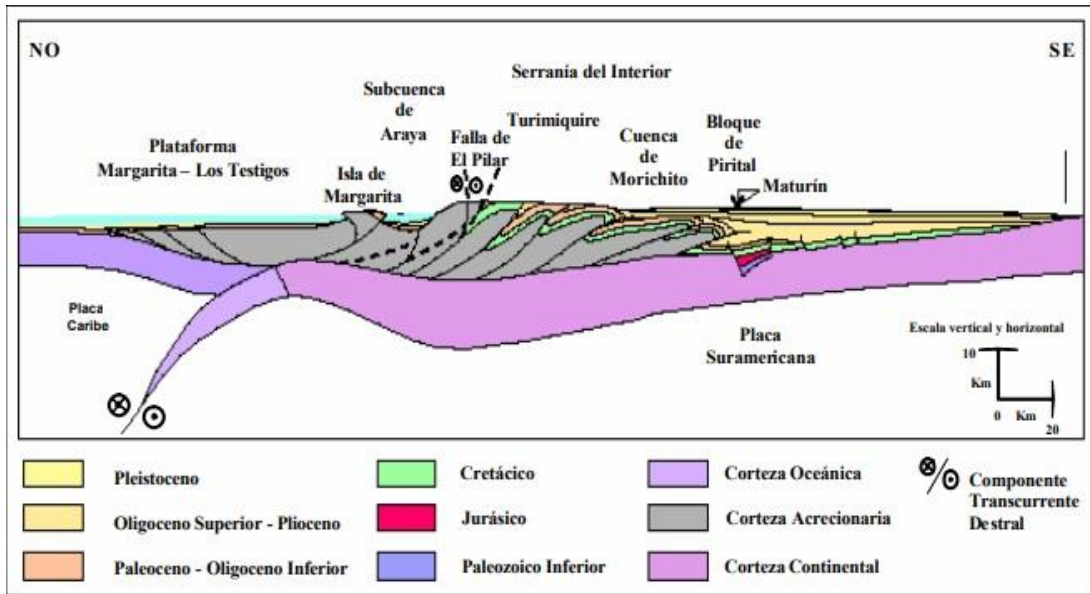 NO
SE
Serranía del Interior
Subcuenca
de
Araya
Turimiquire
Falla de
El Pilar
Cuenca
de
Morichito
Bloque
de
Pirital
Plataforma
Margarita – Los Testigos
Isla de
Margarita
Maturín
Placa
Caribe
Placa
Suramericana
Escala vertical y horizontal
10
Km
0 Km
20
Pleistoceno
Oligoceno Superior - Plioceno
Paleoceno - Oligoceno Inferior
Cretácico
Jurásico
Paleozoico Inferior
Corteza Oceánica
Corteza Acrecionaria
Corteza Continental
Componente
Transcurrente
Destral